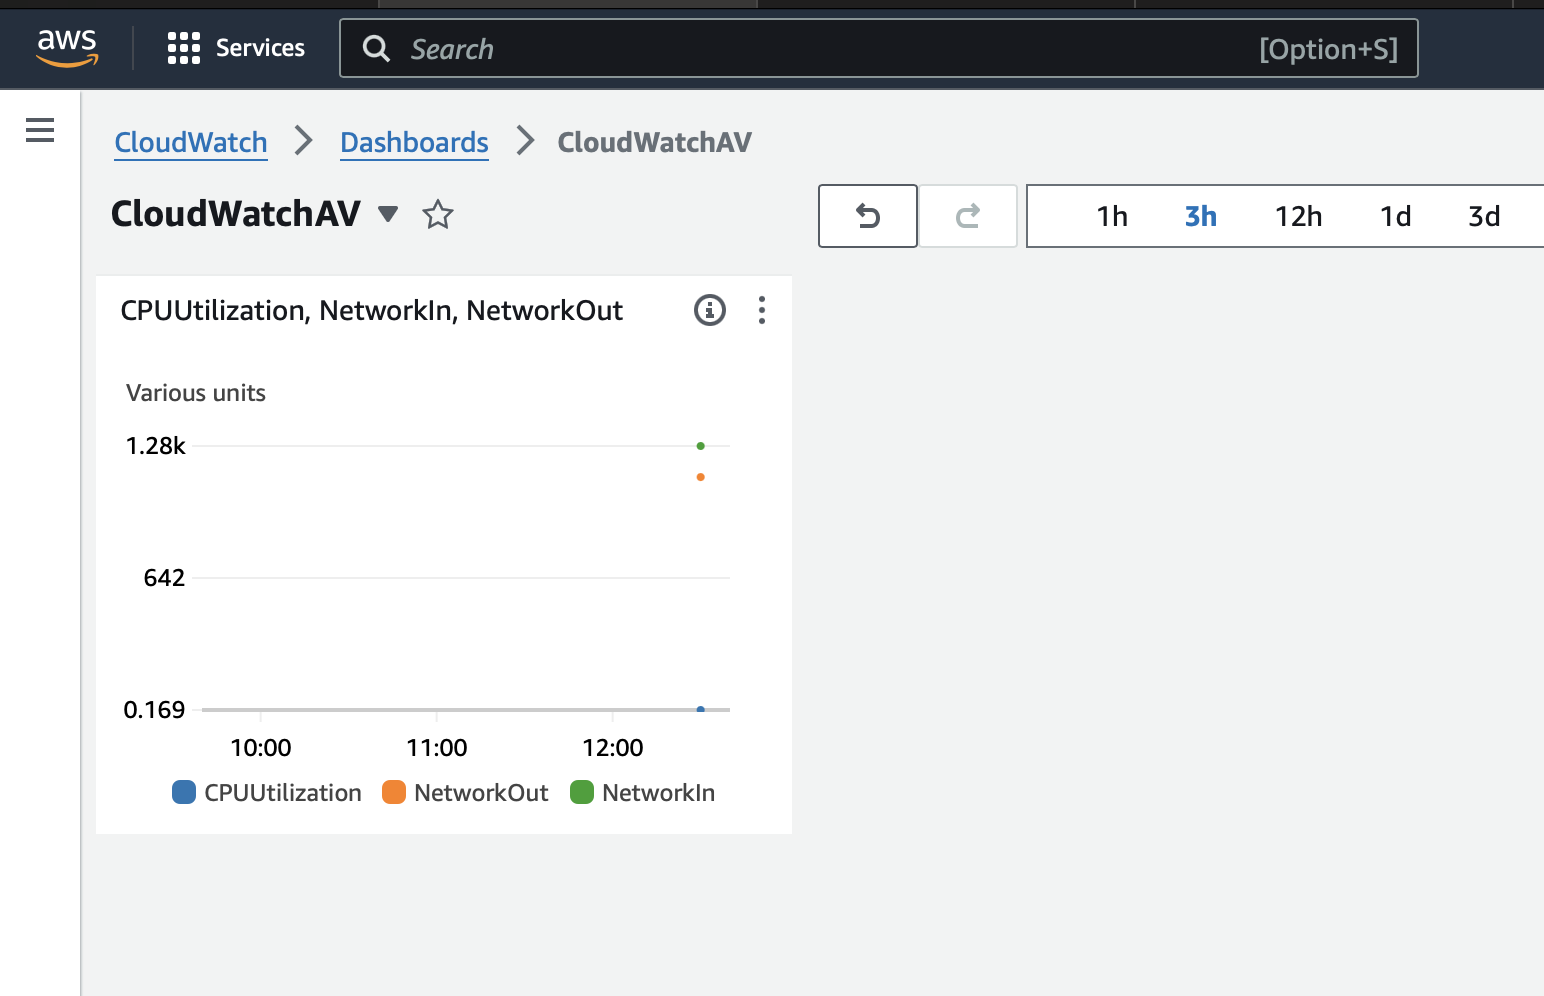 aws Services Search [Option+S]
CloudWatch Dashboards CloudWatchAV
CloudWatchAV
1h 3h 12h 1d 3d
CPUUtilization, NetworkIn, NetworkOut
Various units
1.28k
642
0.169
10:00 11:00 12:00
CPUUtilization NetworkOut NetworkIn